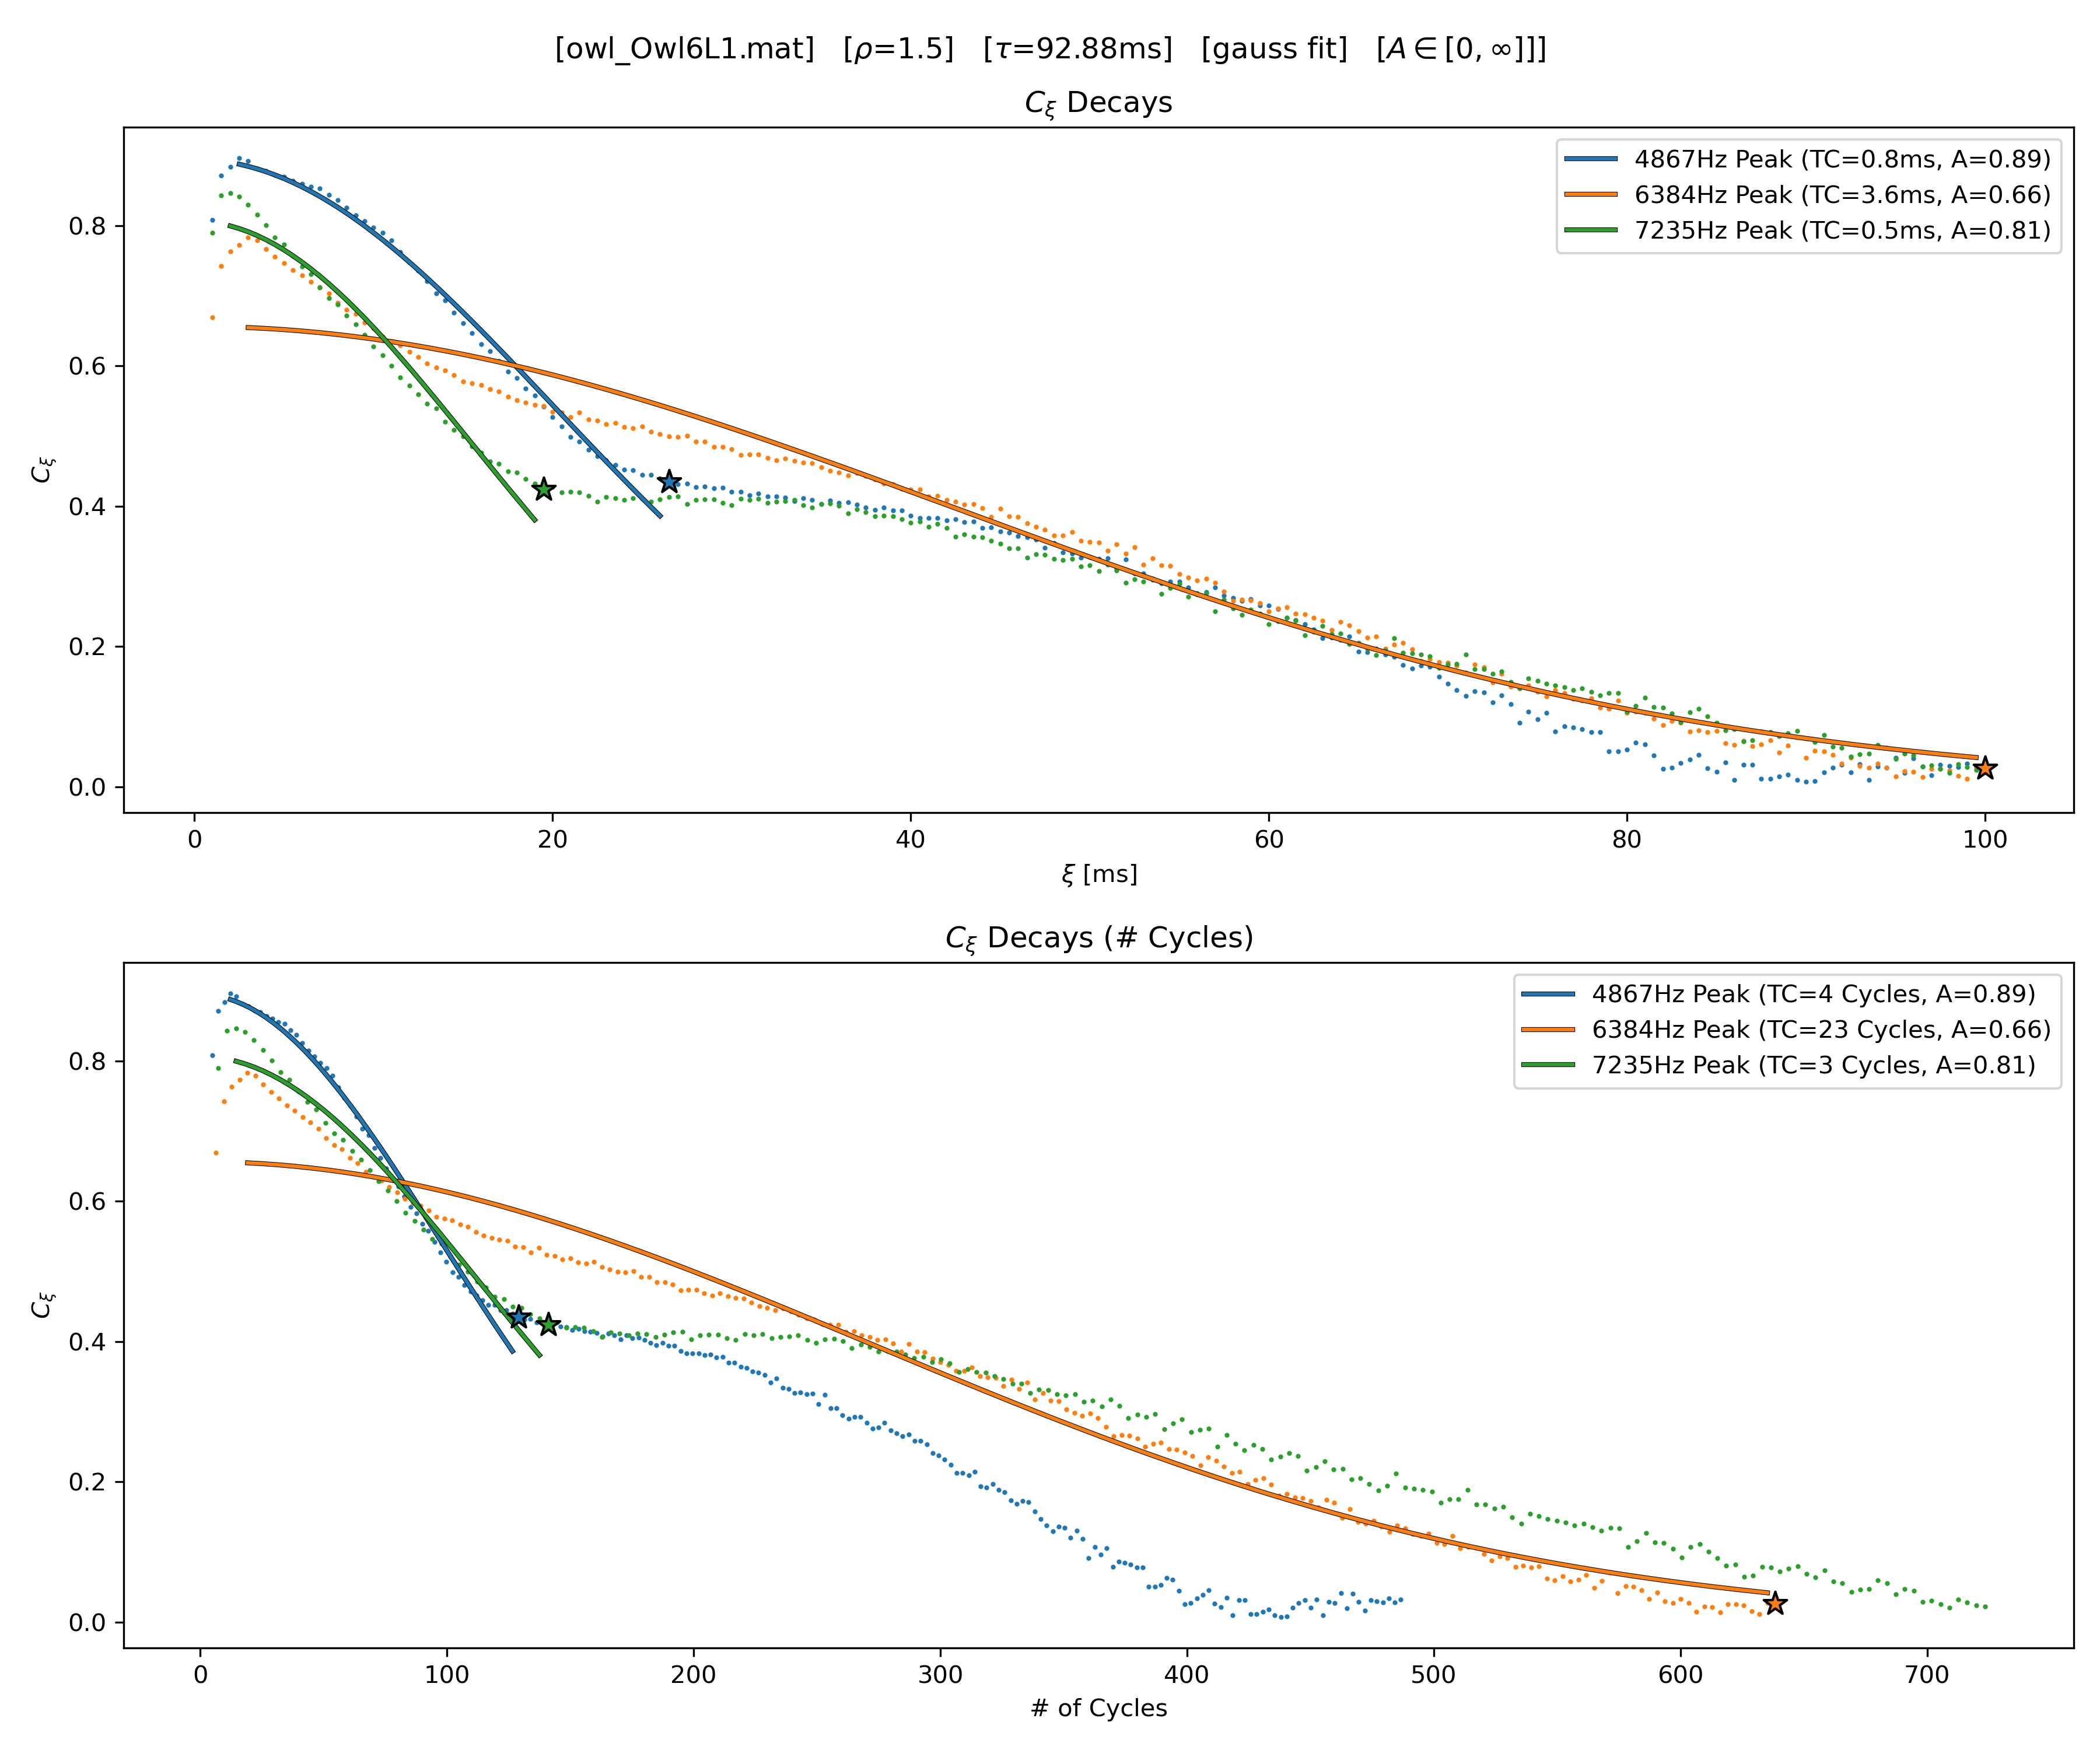 [owl_Owl6L1.mat]   [ρ=1.5]   [τ=92.88ms]   [gauss fit]   [A ∈ [0, ∞]]]
C_ξ Decays
4867Hz Peak (TC=0.8ms, A=0.89)
6384Hz Peak (TC=3.6ms, A=0.66)
7235Hz Peak (TC=0.5ms, A=0.81)
0.8
0.6
0.4
0.2
0.0
C_ξ
0 20 40 60 80 100
ξ [ms]
C_ξ Decays (# Cycles)
4867Hz Peak (TC=4 Cycles, A=0.89)
6384Hz Peak (TC=23 Cycles, A=0.66)
7235Hz Peak (TC=3 Cycles, A=0.81)
0.8
0.6
0.4
0.2
0.0
C_ξ
0 100 200 300 400 500 600 700
# of Cycles